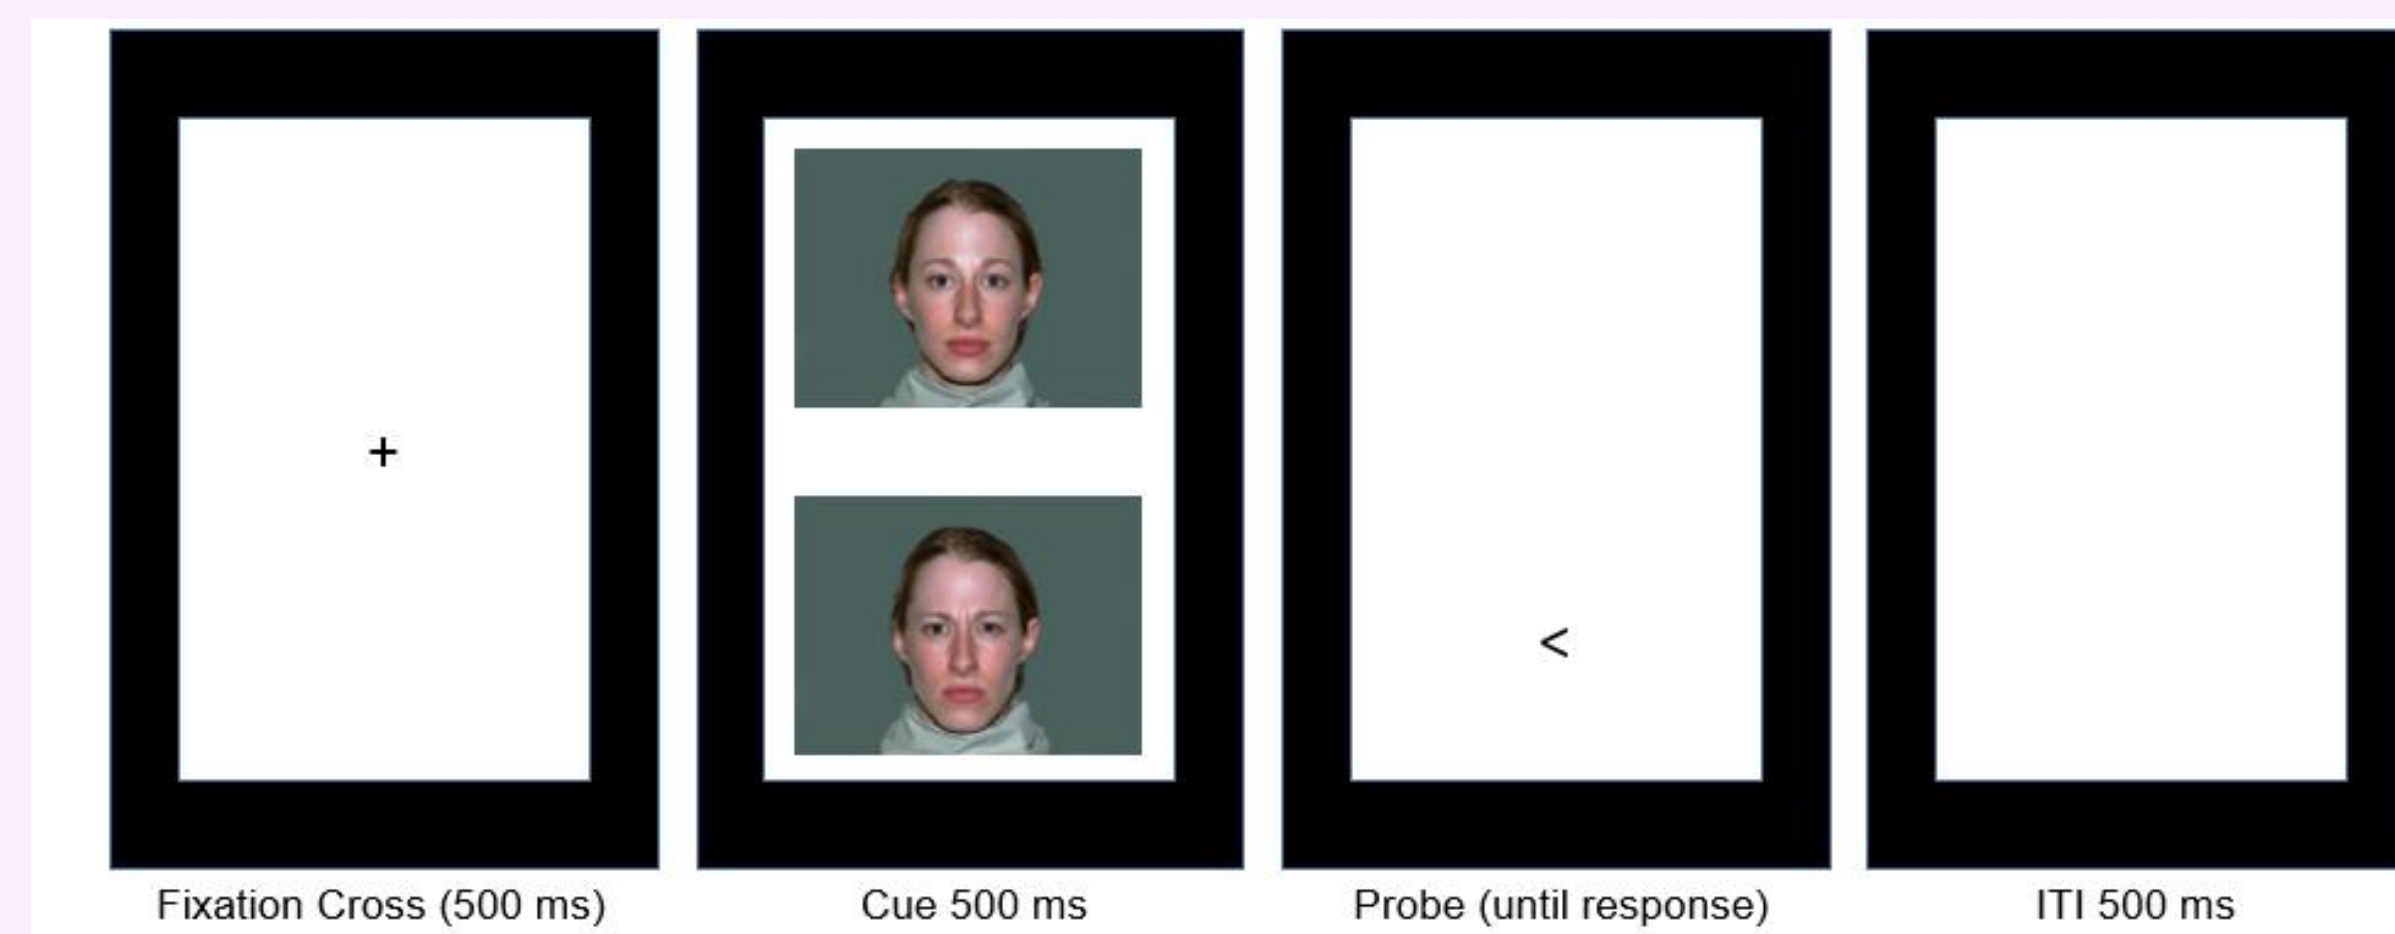 +
<
Fixation Cross (500 ms)
Cue 500 ms
Probe (until response)
ITI 500 ms